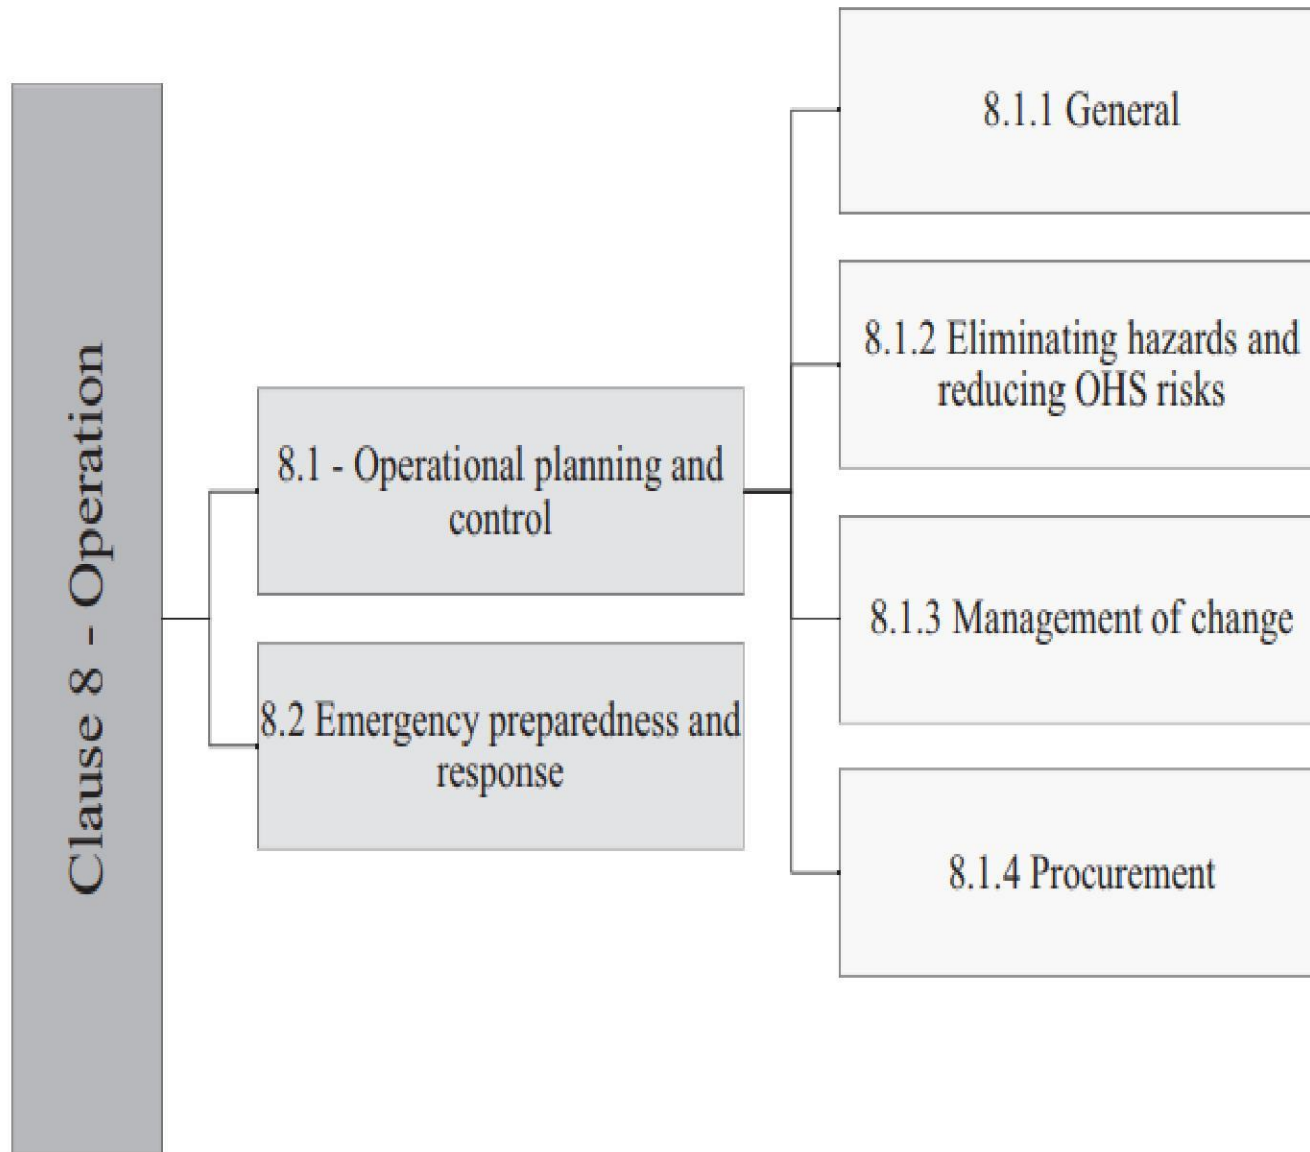 Clause 8 - Operation
8.1 - Operational planning and
control
8.2 Emergency preparedness and
response
8.1.1 General
8.1.2 Eliminating hazards and
reducing OHS risks
8.1.3 Management of change
8.1.4 Procurement